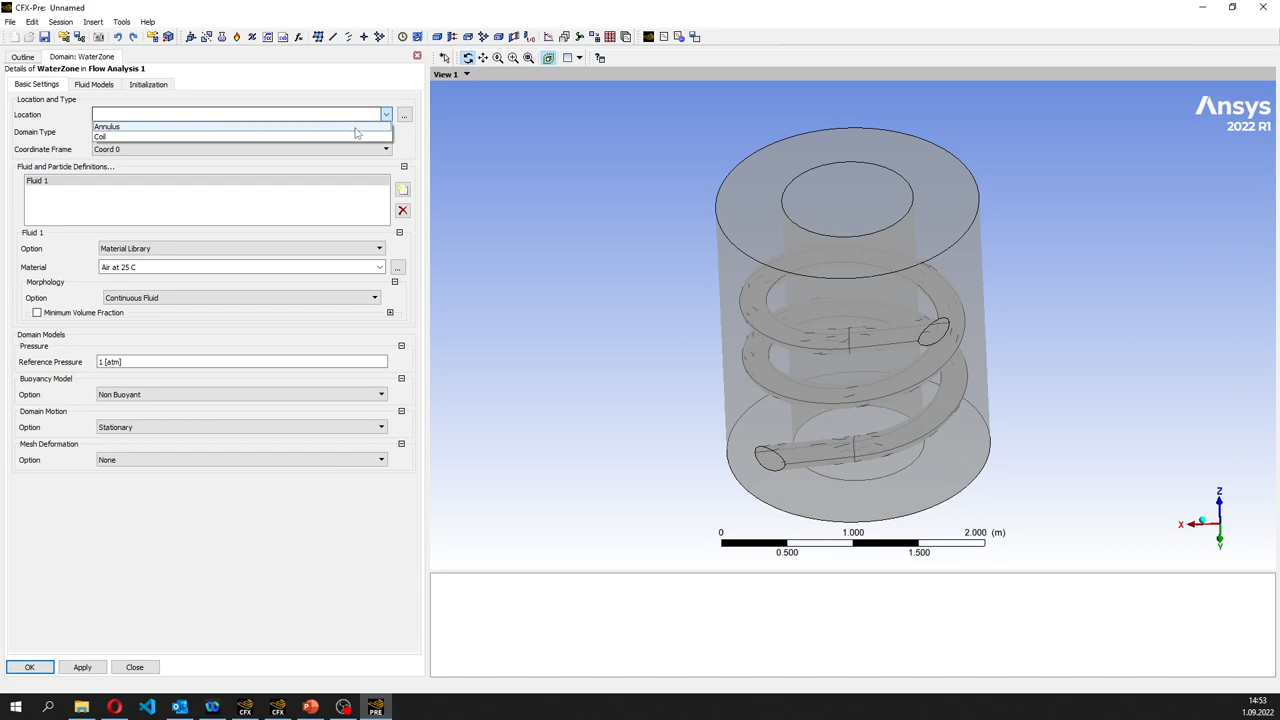 CFX-Pre: Unnamed
File Edit Session Insert Tools Help
Outline Domain: WaterZone
Details of WaterZone in Flow Analysis 1
Basic Settings Fluid Models Initialization
Location and Type
Location
...
Annulus
Coil
Domain Type
Coordinate Frame Coord 0
Fluid and Particle Definitions...
Fluid 1
Fluid 1
Option Material Library
Material Air at 25 C ...
Morphology
Option Continuous Fluid
Minimum Volume Fraction
Domain Models
Pressure
Reference Pressure 1 [atm]
Buoyancy Model
Option Non Buoyant
Domain Motion
Option Stationary
Mesh Deformation
Option None
OK Apply Close
View 1
Ansys
2022 R1
Z
X
Y
0 1.000 2.000 (m)
0.500 1.500
CFX CFX PRE
14:53
1.09.2022